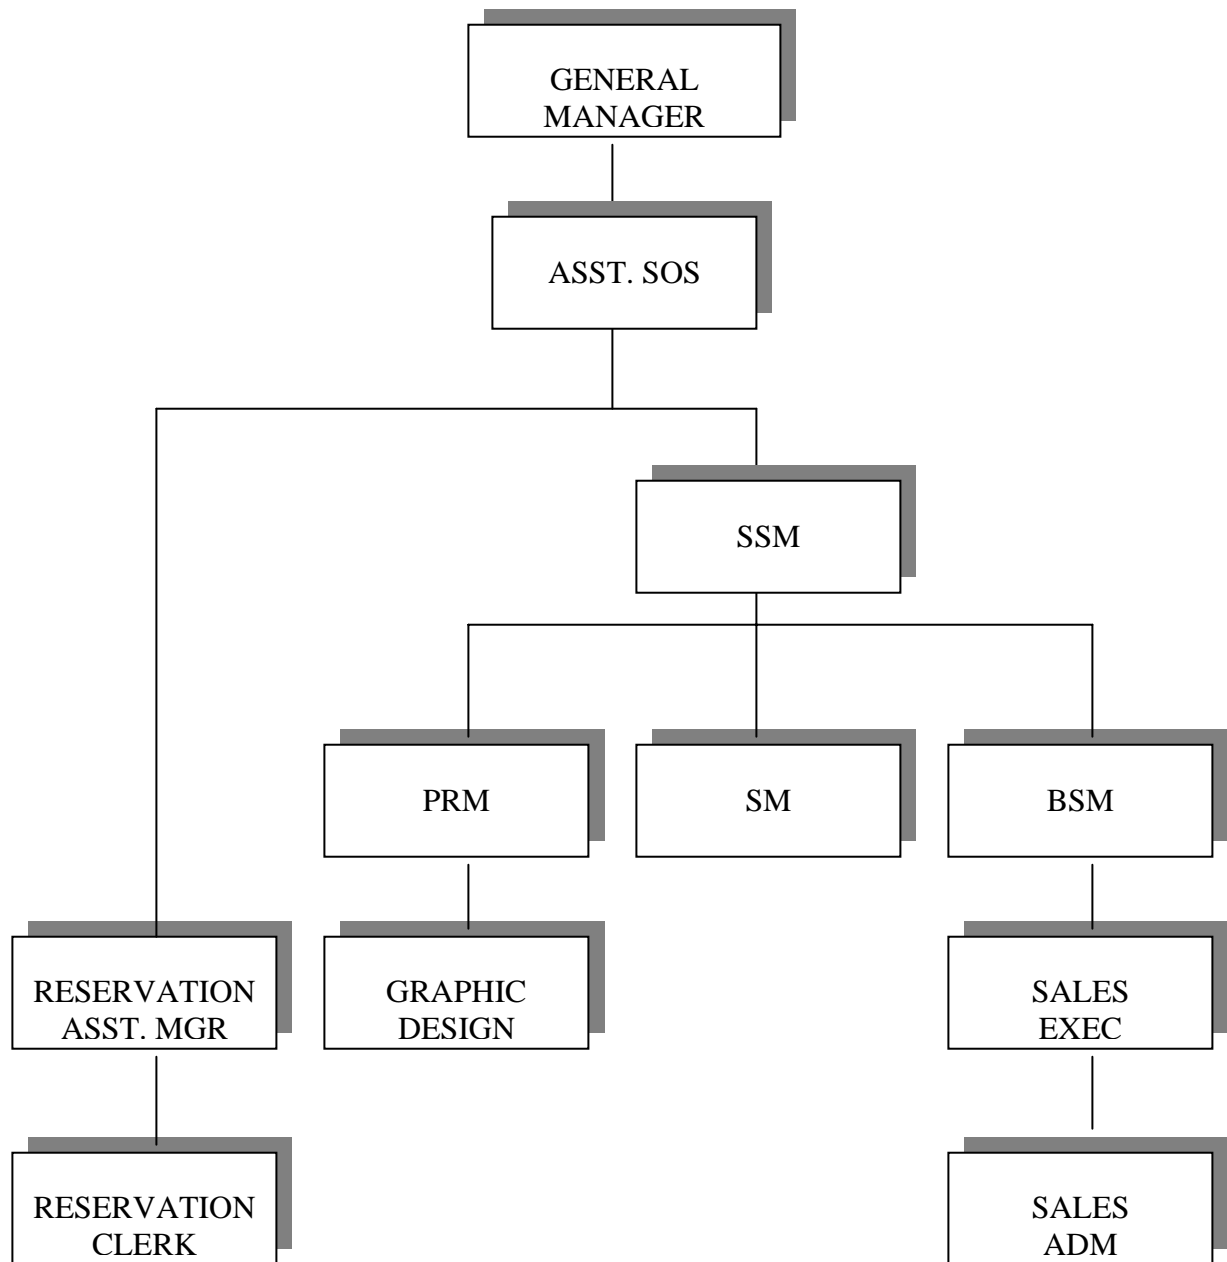 GENERAL
MANAGER
ASST. SOS
SSM
PRM
SM
BSM
RESERVATION
ASST. MGR
GRAPHIC
DESIGN
SALES
EXEC
RESERVATION
CLERK
SALES
ADM